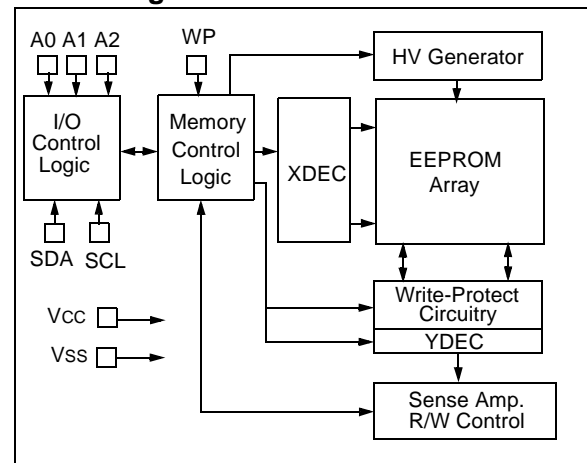 A0 A1 A2
WP
HV Generator
I/O
Control
Logic
Memory
Control
Logic
XDEC
EEPROM
Array
SDA
SCL
Write-Protect
Circuitry
YDEC
VCC
VSS
Sense Amp.
R/W Control